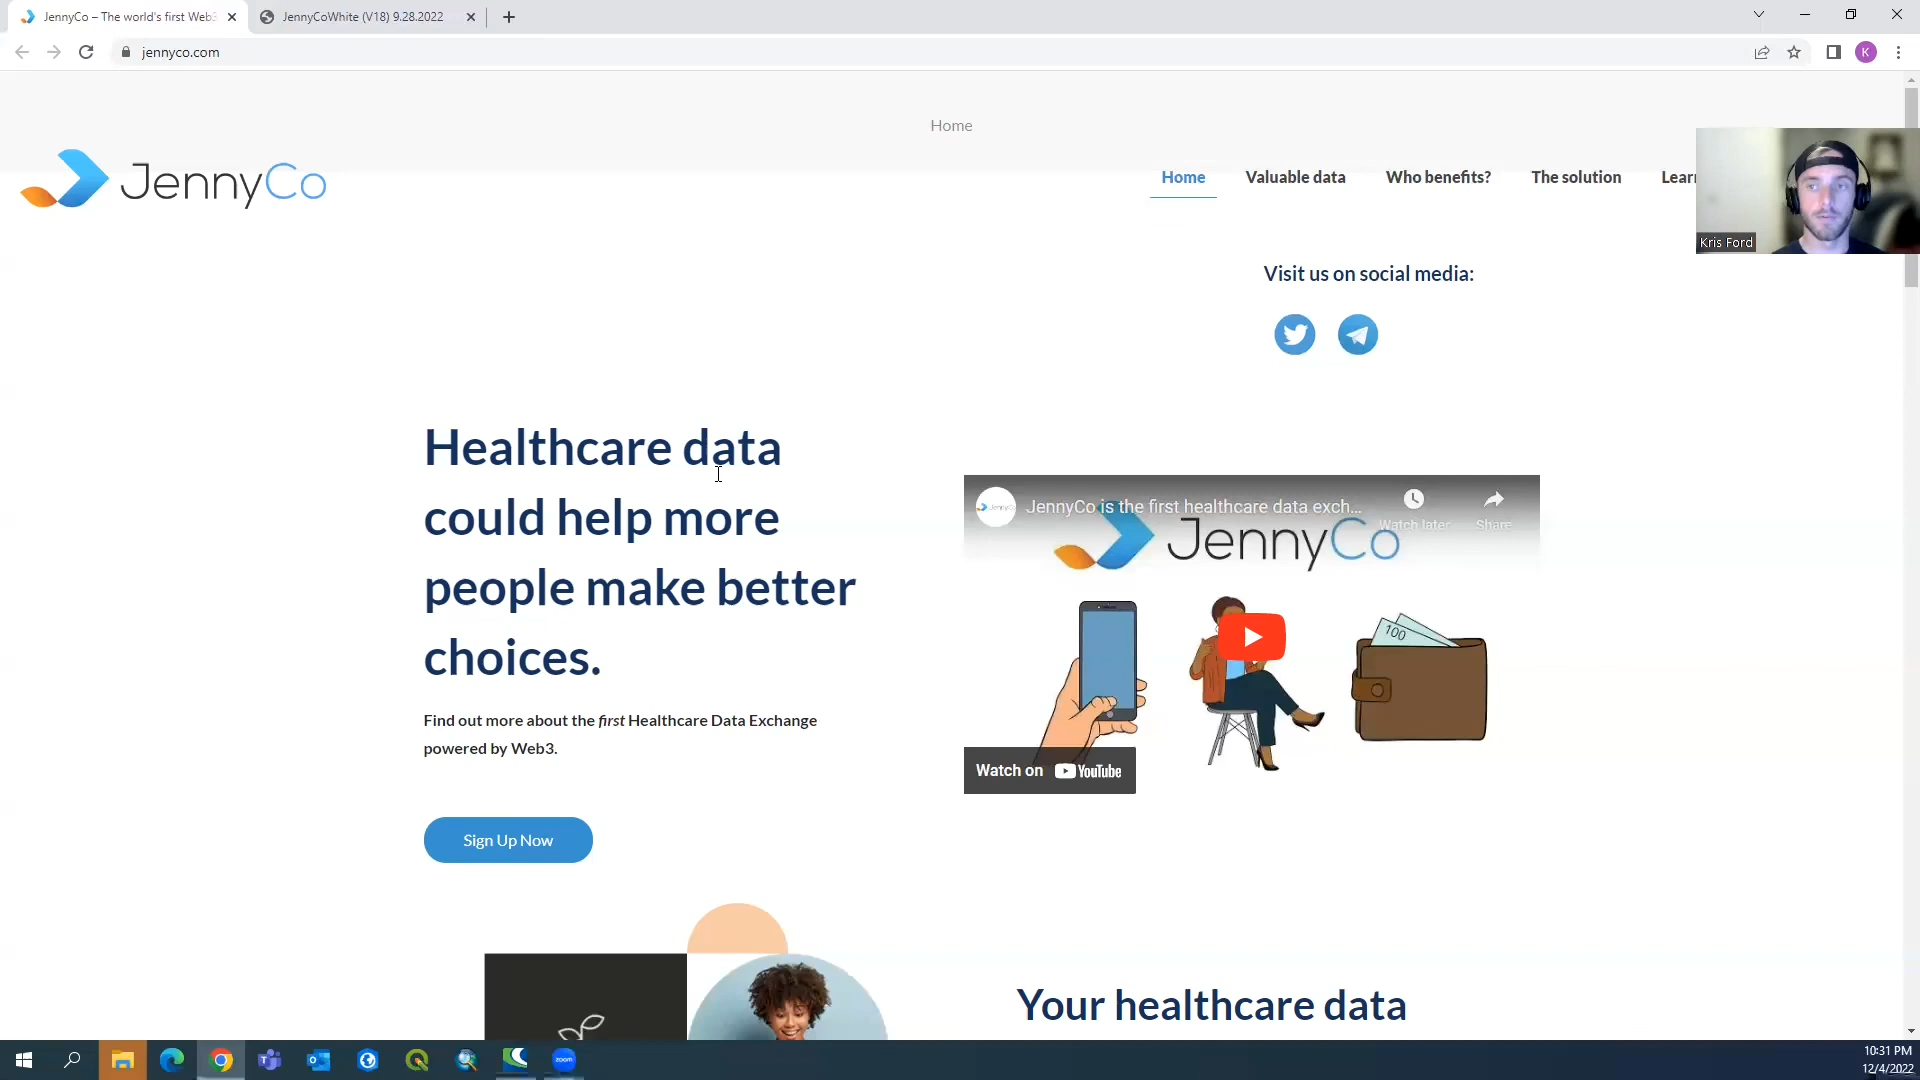 JennyCo – The world's first Web3
JennyCoWhite (V18) 9.28.2022
jennyco.com
K
Home
JennyCo
Home
Valuable data
Who benefits?
The solution
Lear
Kris Ford
Visit us on social media:
Healthcare data
could help more
people make better
choices.
JennyCo is the first healthcare data exch...
Watch later
Share
JennyCo
100
Find out more about the first Healthcare Data Exchange
powered by Web3.
Watch on YouTube
Sign Up Now
Your healthcare data
zoom
10:31 PM
12/4/2022